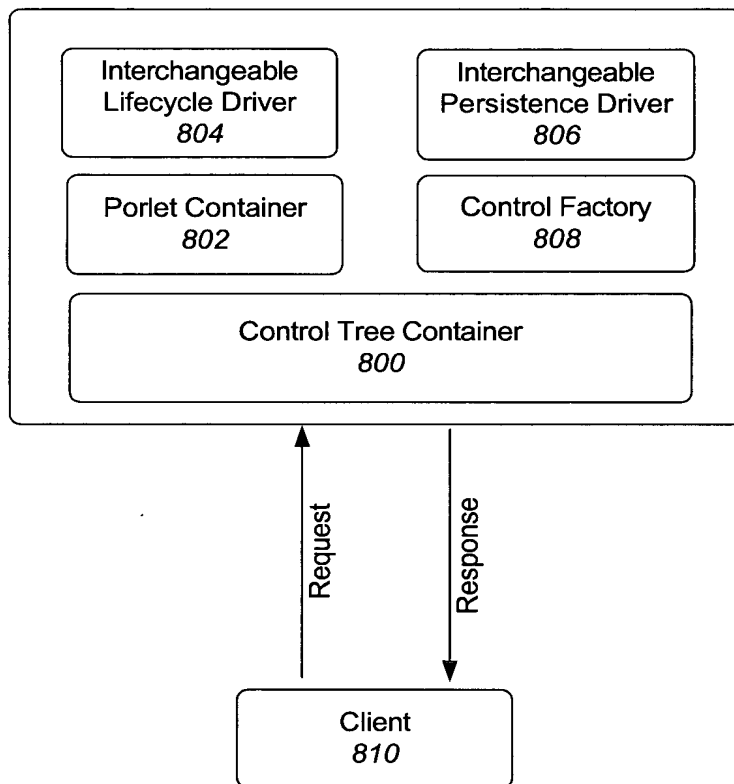 Interchangeable
Lifecycle Driver
804
Interchangeable
Persistence Driver
806
Porlet Container
802
Control Factory
808
Control Tree Container
800
Request
Response
Client
810